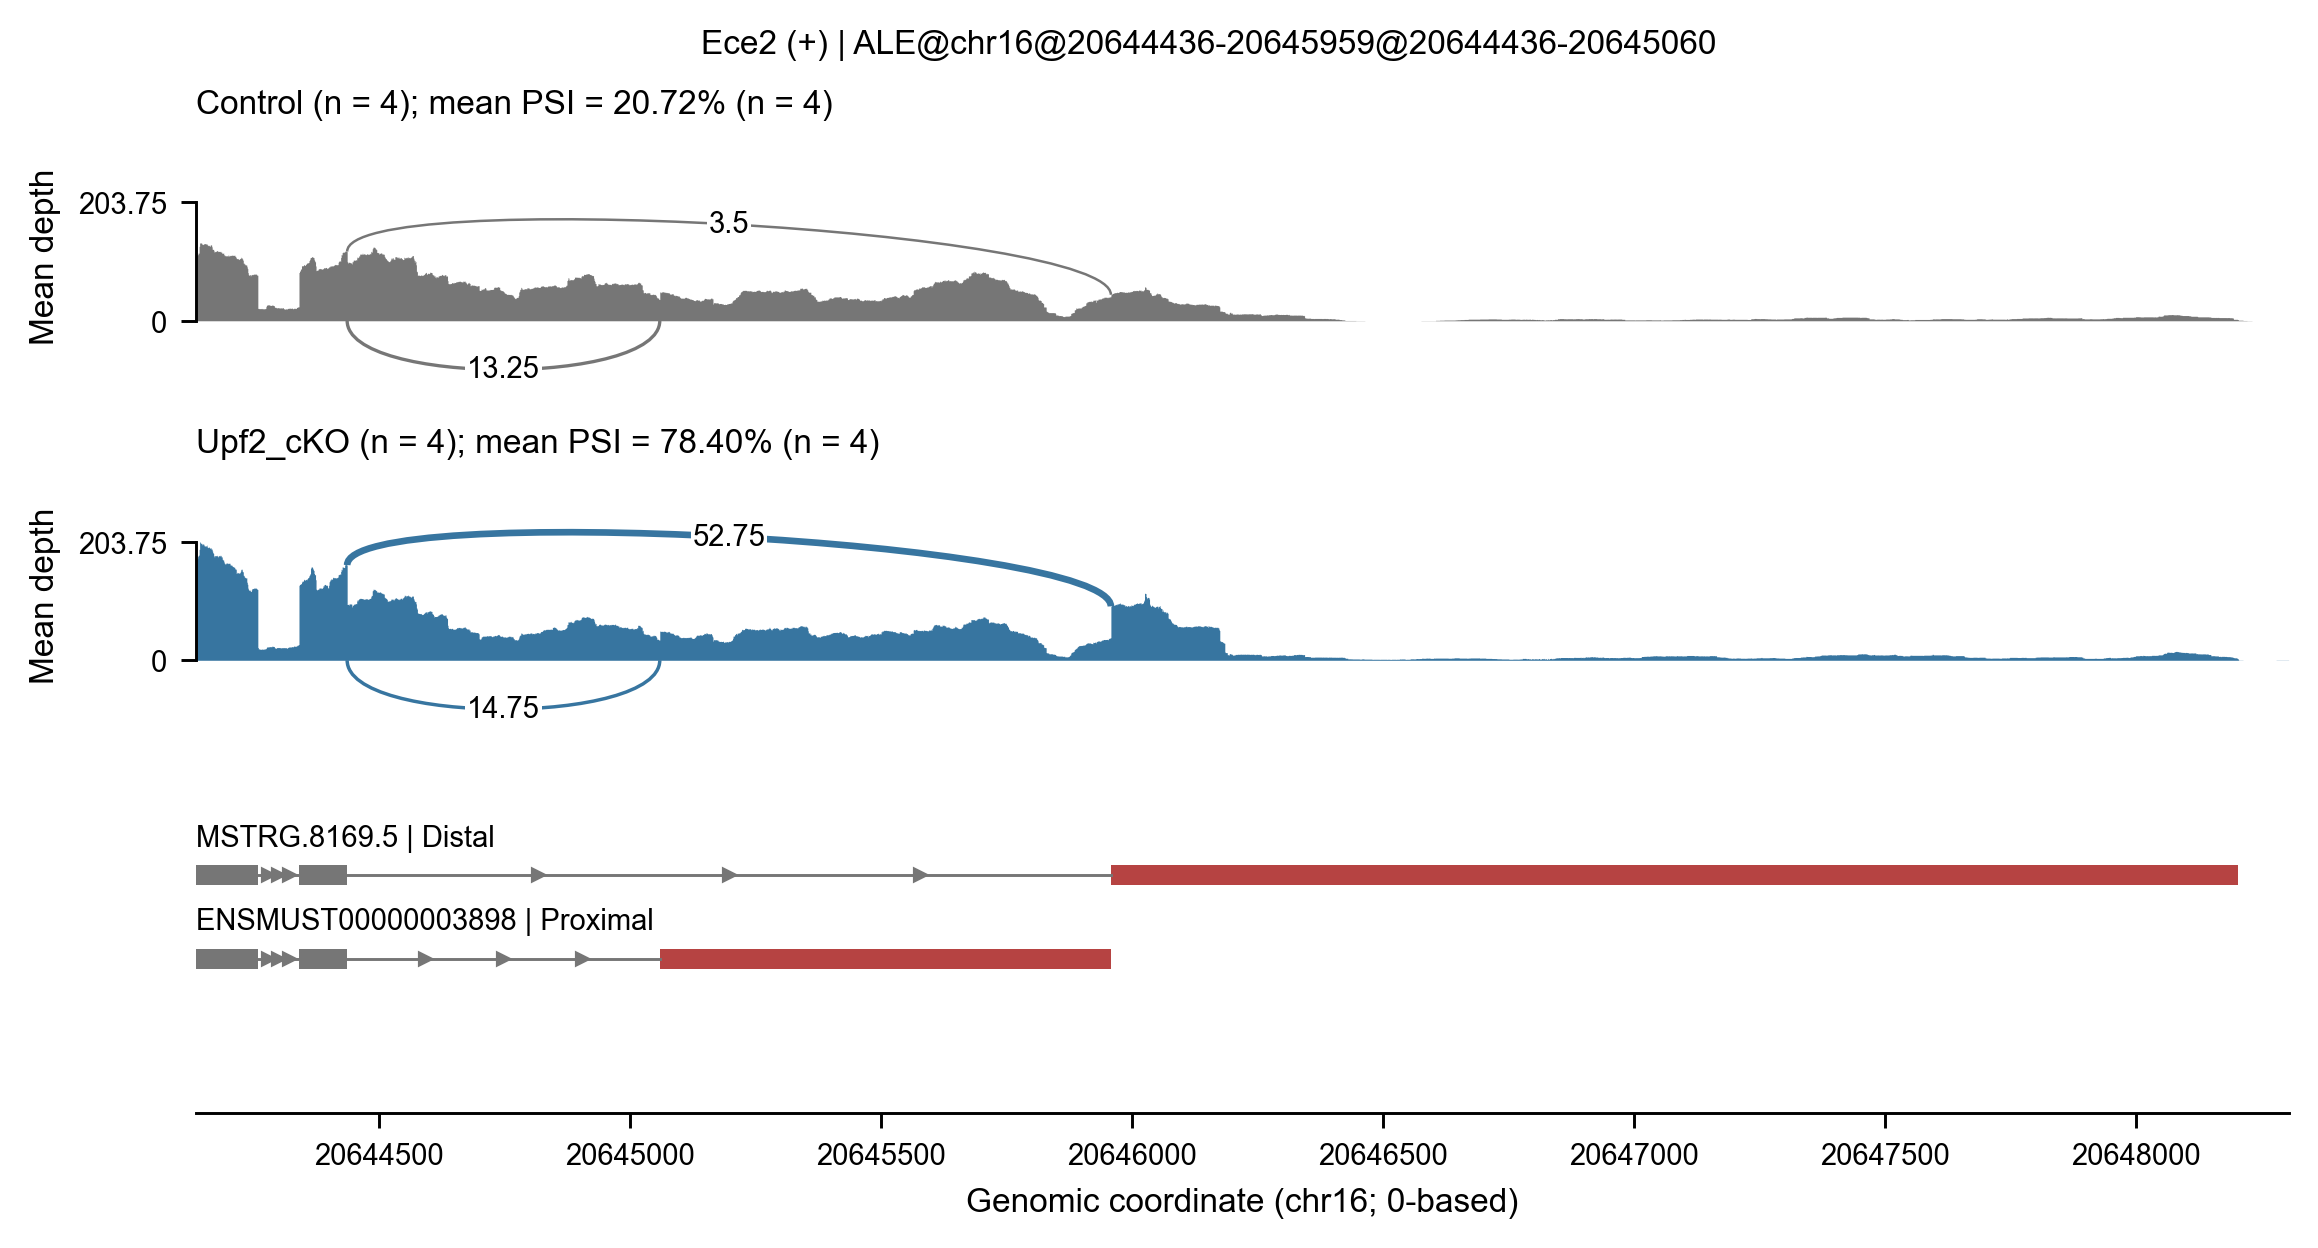 Ece2 (+) | ALE@chr16@20644436-20645959@20644436-20645060
Control (n = 4); mean PSI = 20.72% (n = 4)
Mean depth
203.75
0
3.5
13.25
Upf2_cKO (n = 4); mean PSI = 78.40% (n = 4)
Mean depth
203.75
0
52.75
14.75
MSTRG.8169.5 | Distal
ENSMUST00000003898 | Proximal
20644500 20645000 20645500 20646000 20646500 20647000 20647500 20648000
Genomic coordinate (chr16; 0-based)